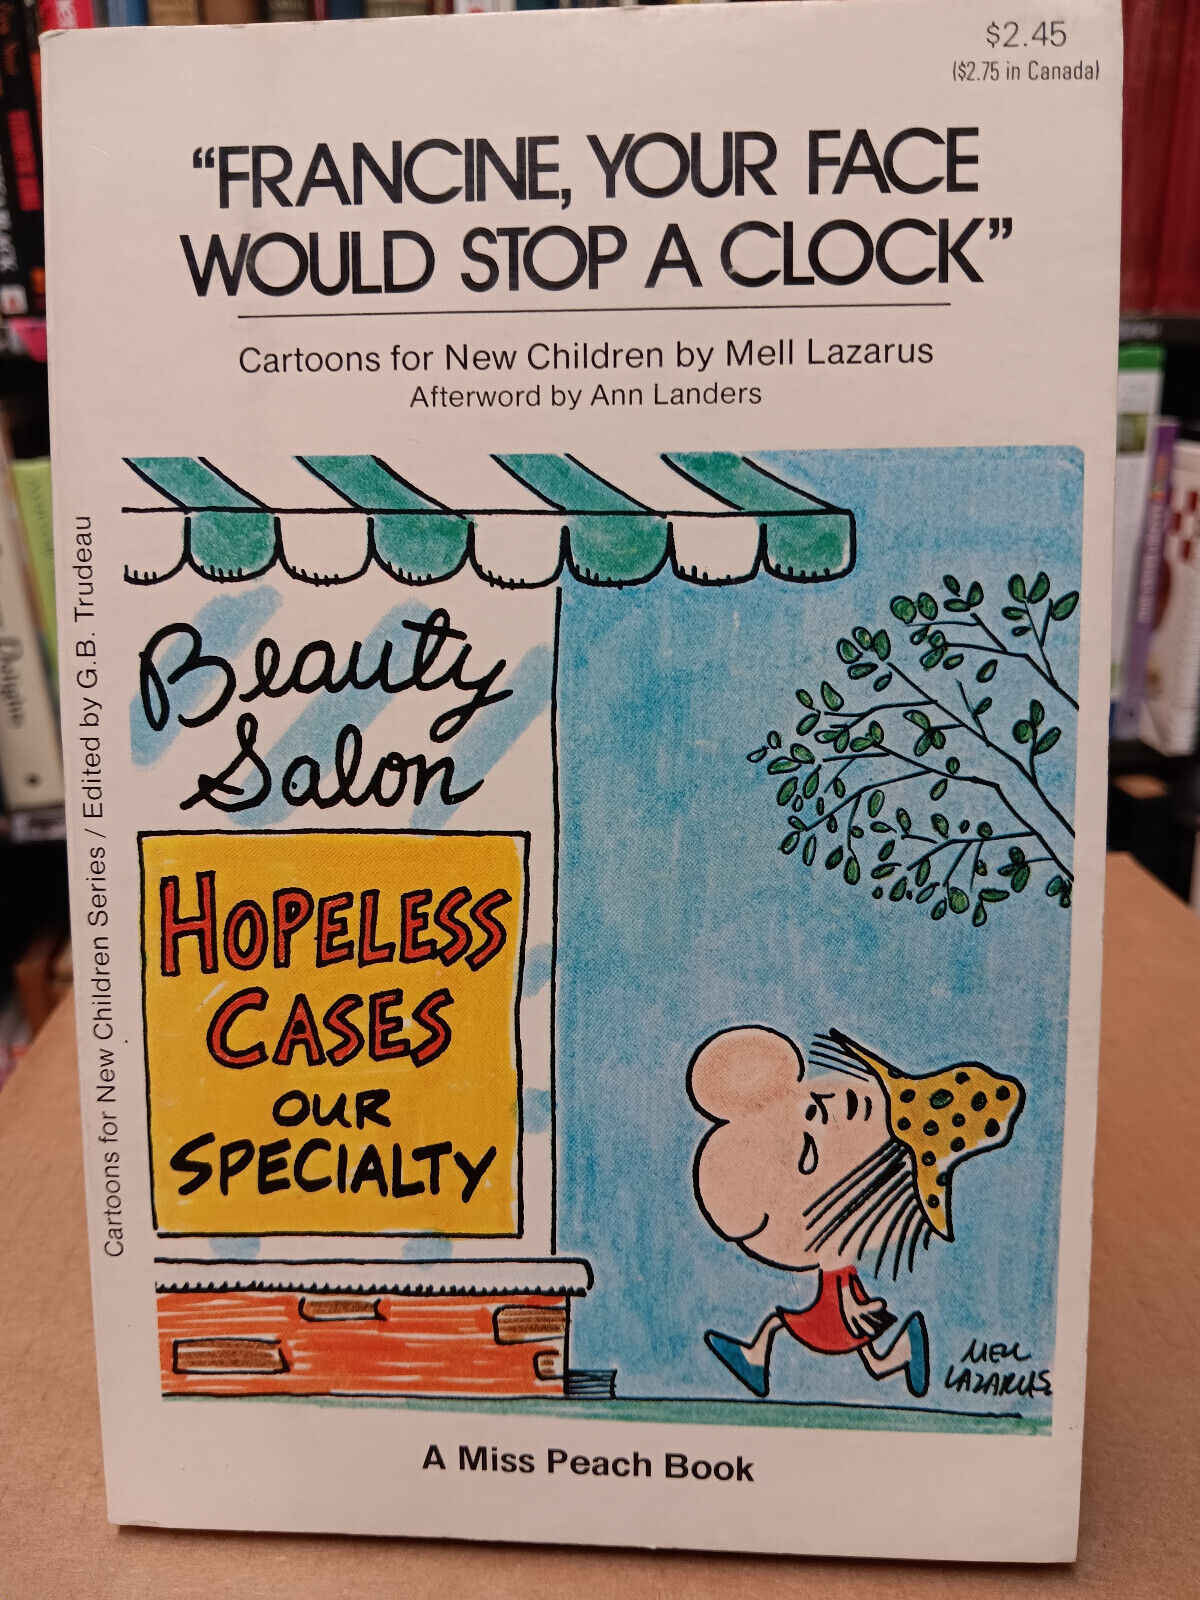 $2.45
($2.75 in Canada)
“FRANCINE, YOUR FACE
WOULD STOP A CLOCK”
Cartoons for New Children by Mell Lazarus
Afterword by Ann Landers
Cartoons for New Children Series / Edited by G.B. Trudeau
Beauty
Salon
HOPELESS
CASES
OUR
SPECIALTY
MELL
LAZARUS
A Miss Peach Book